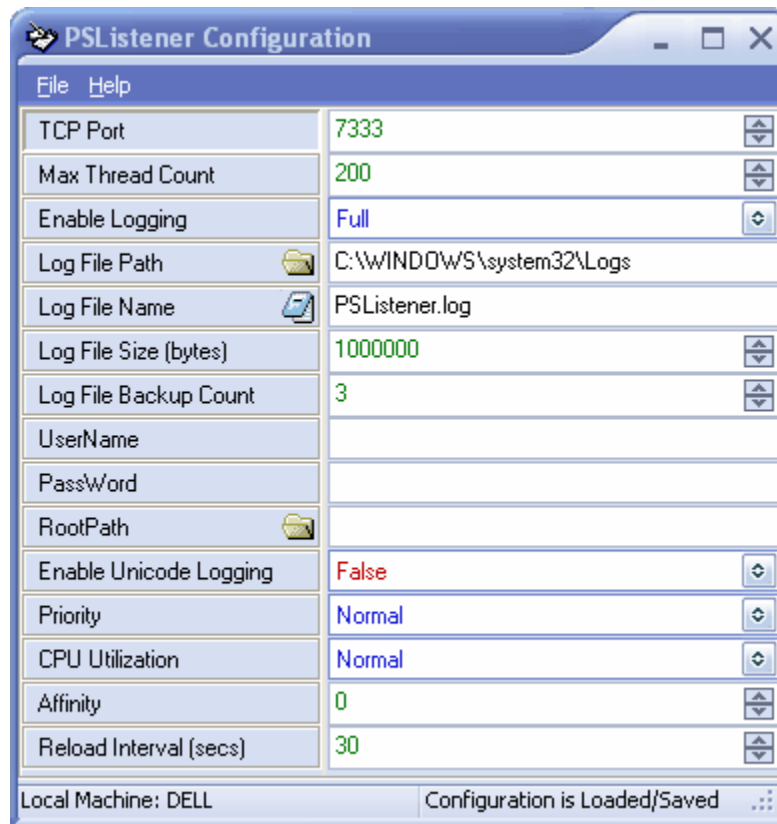 PSListener Configuration
File Help
TCP Port 7333
Max Thread Count 200
Enable Logging Full
Log File Path C:\WINDOWS\system32\Logs
Log File Name PSListener.log
Log File Size (bytes) 1000000
Log File Backup Count 3
UserName
PassWord
RootPath
Enable Unicode Logging False
Priority Normal
CPU Utilization Normal
Affinity 0
Reload Interval (secs) 30
Local Machine: DELL Configuration is Loaded/Saved